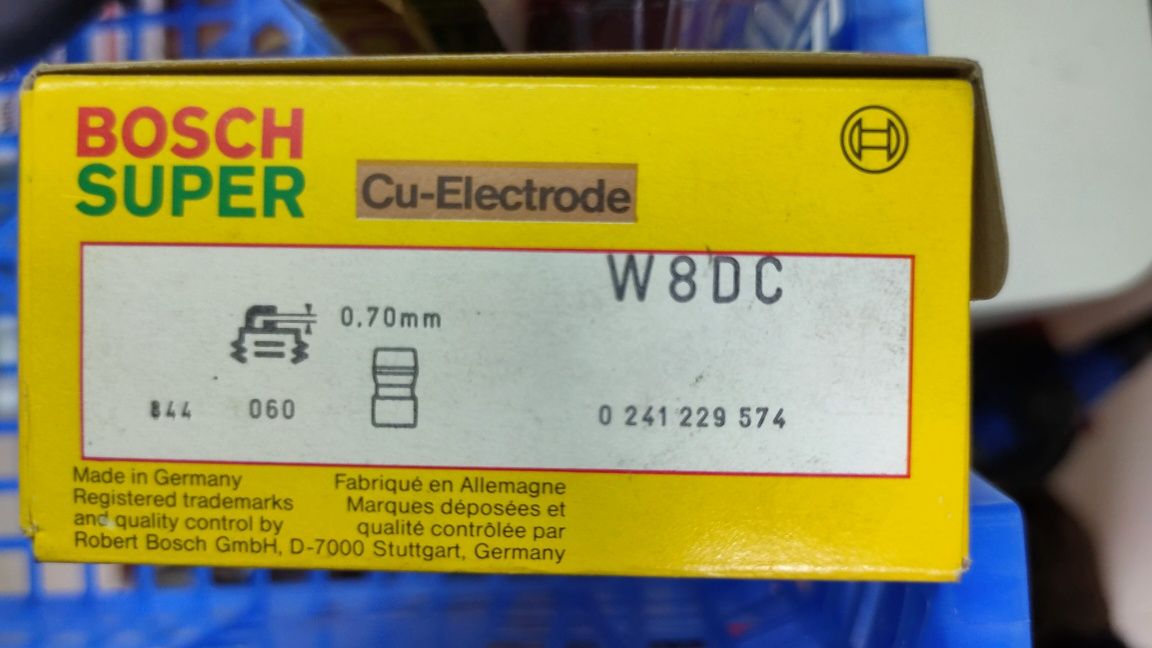 BOSCH
SUPER
Cu-Electrode
W8DC
0.70mm
844 060
0 241 229 574
Made in Germany
Registered trademarks
and quality control by
Fabriqué en Allemagne
Marques déposées et
qualité contrôlée par
Robert Bosch GmbH, D-7000 Stuttgart, Germany